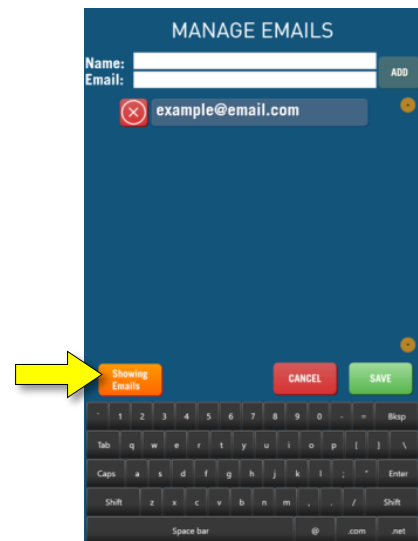 MANAGE EMAILS
Name:
Email:
ADD
example@email.com
Showing
Emails
CANCEL
SAVE
` 1 2 3 4 5 6 7 8 9 0 - = Bksp
Tab q w e r t y u i o p [ ] \
Caps a s d f g h j k l ; ' Enter
Shift z x c v b n m , . / Shift
Space bar @ .com .net